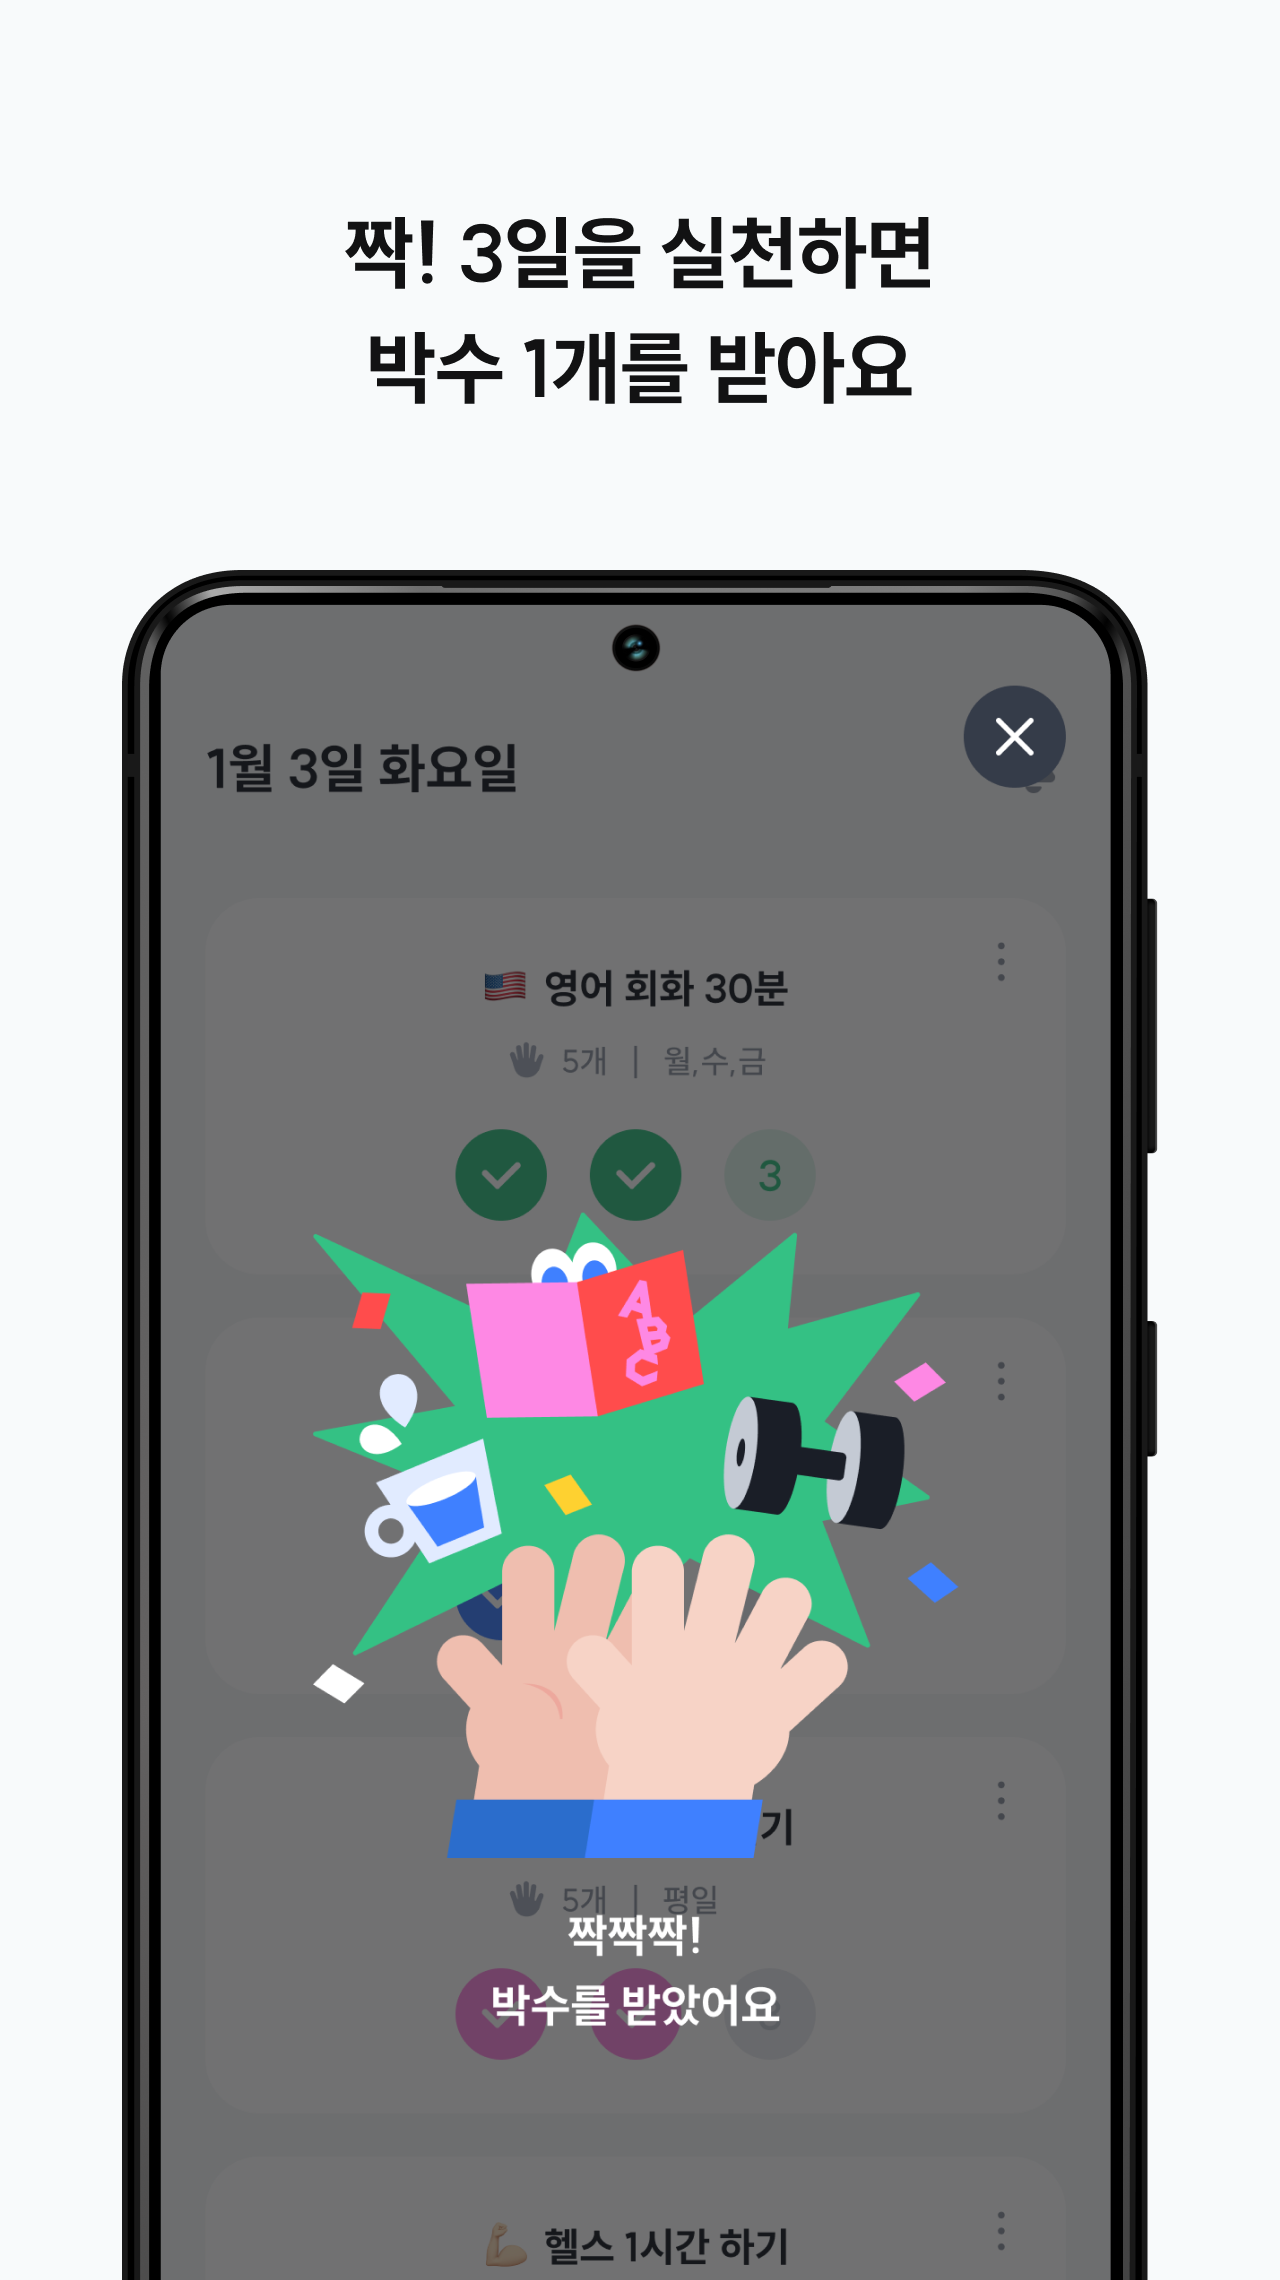 짝! 3일을 실천하면
박수 1개를 받아요
1월 3일 화요일
영어 회화 30분
5개 | 월,수,금
3
A
B
C
기
5개 | 평일
짝짝짝!
박수를 받았어요
헬스 1시간 하기